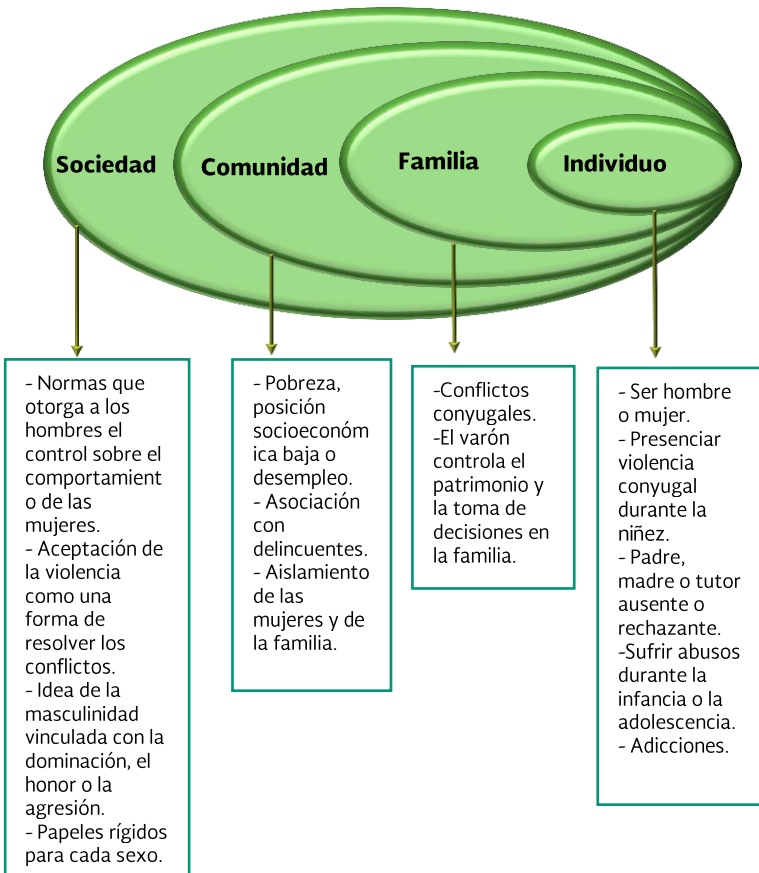 Sociedad
Comunidad
Familia
Individuo
- Normas que
otorga a los
hombres el
control sobre el
comportamient
o de las
mujeres.
- Aceptación de
la violencia
como una
forma de
resolver los
conflictos.
- Idea de la
masculinidad
vinculada con la
dominación, el
honor o la
agresión.
- Papeles rígidos
para cada sexo.
- Pobreza,
posición
socioeconóm
ica baja o
desempleo.
- Asociación
con
delincuentes.
- Aislamiento
de las
mujeres y de
la familia.
-Conflictos
conyugales.
-El varón
controla el
patrimonio y
la toma de
decisiones en
la familia.
- Ser hombre
o mujer.
- Presenciar
violencia
conyugal
durante la
niñez.
- Padre,
madre o tutor
ausente o
rechazante.
-Sufrir abusos
durante la
infancia o la
adolescencia.
- Adicciones.